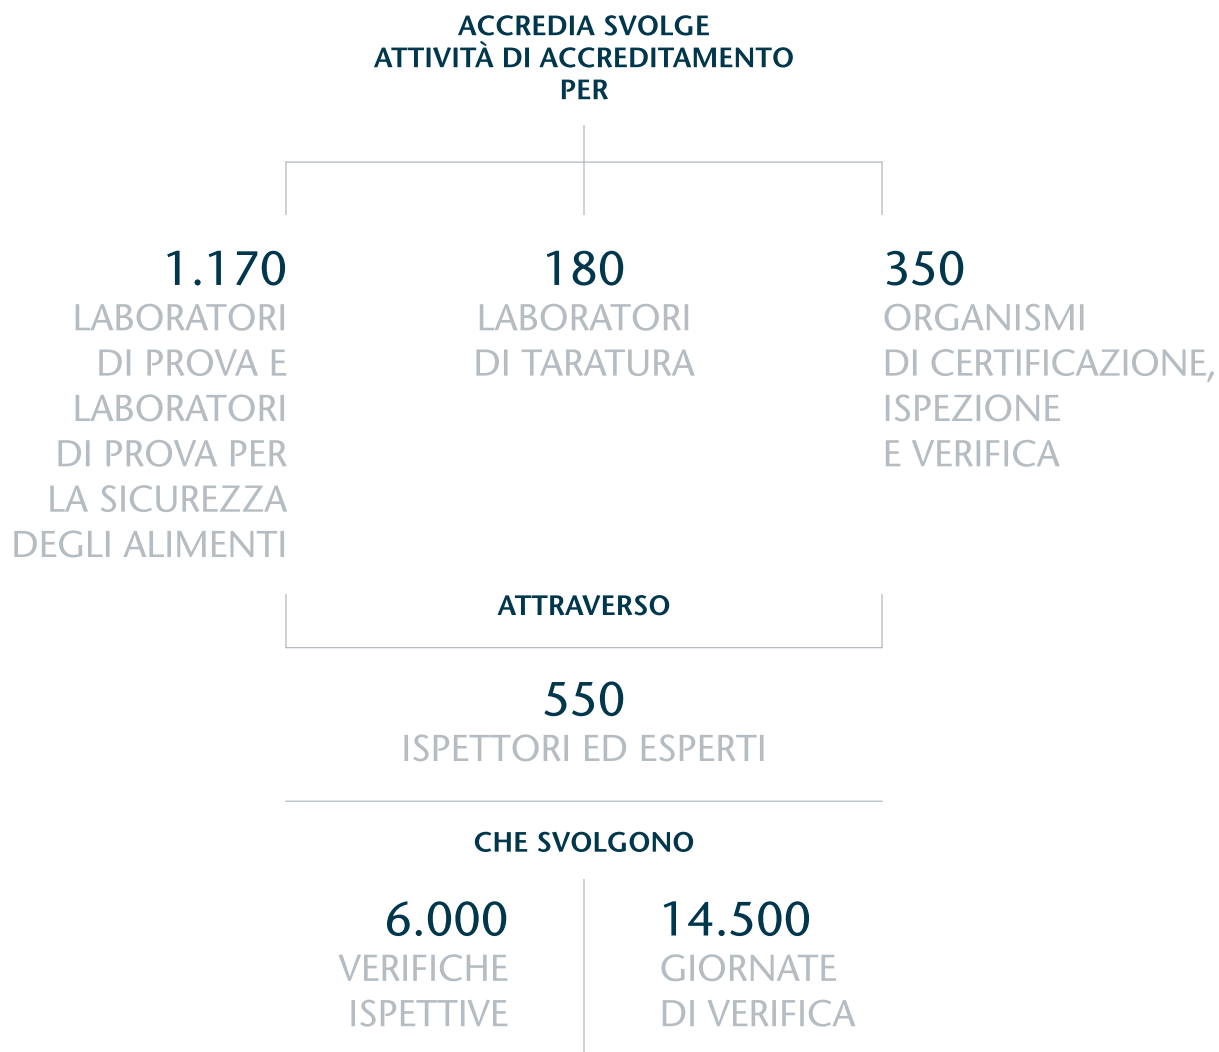 ACCREDIA SVOLGE
ATTIVITÀ DI ACCREDITAMENTO
PER
1.170
LABORATORI
DI PROVA E
LABORATORI
DI PROVA PER
LA SICUREZZA
DEGLI ALIMENTI
180
LABORATORI
DI TARATURA
350
ORGANISMI
DI CERTIFICAZIONE,
ISPEZIONE
E VERIFICA
ATTRAVERSO
550
ISPETTORI ED ESPERTI
CHE SVOLGONO
6.000
VERIFICHE
ISPETTIVE
14.500
GIORNATE
DI VERIFICA